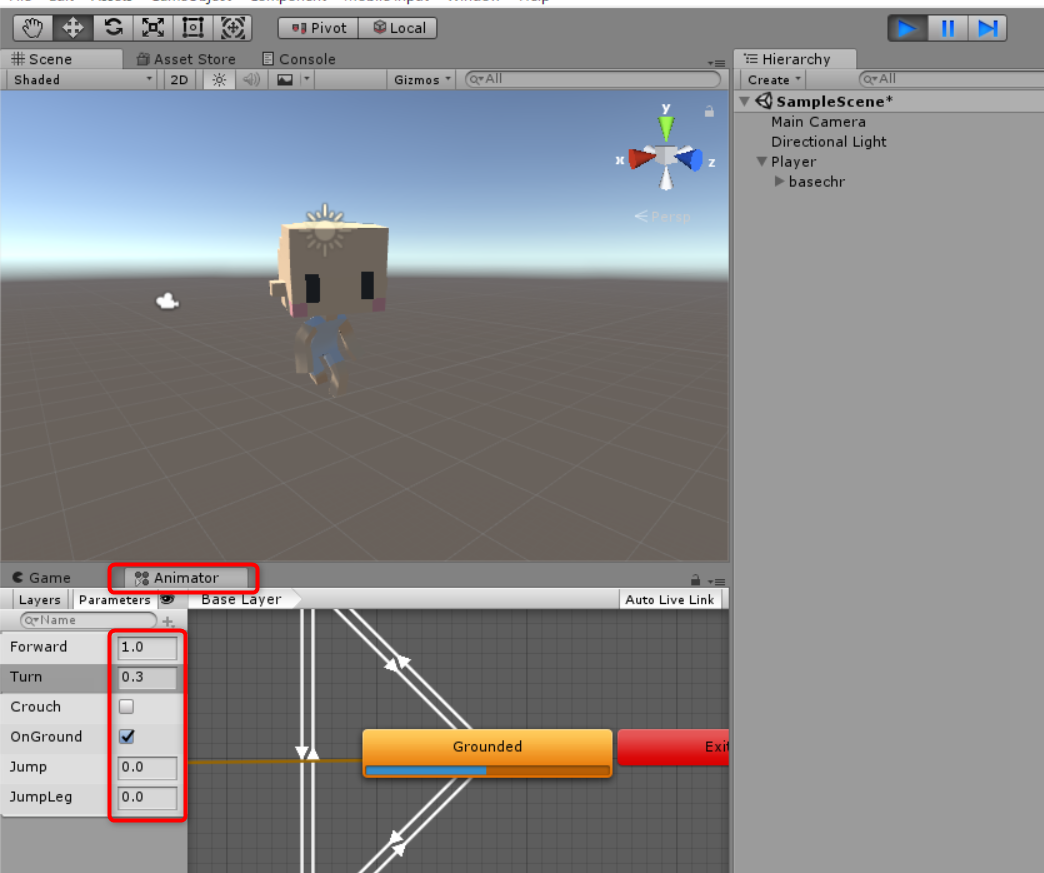 Pivot Local
Scene Asset Store Console
Shaded 2D Gizmos All
y
x z
Persp
Hierarchy
Create All
SampleScene*
Main Camera
Directional Light
Player
basechr
Game Animator
Layers Parameters Base Layer Auto Live Link
Name
Forward 1.0
Turn 0.3
Crouch
OnGround
Jump 0.0
JumpLeg 0.0
Grounded
Exit